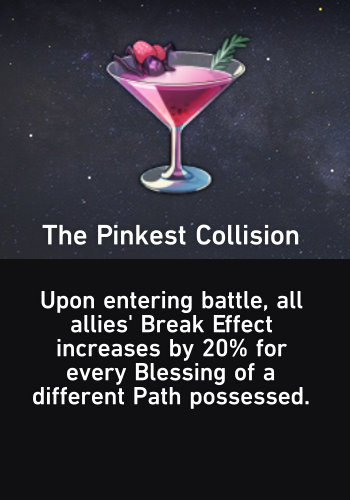 The Pinkest Collision
Upon entering battle, all
allies' Break Effect
increases by 20% for
every Blessing of a
different Path possessed.